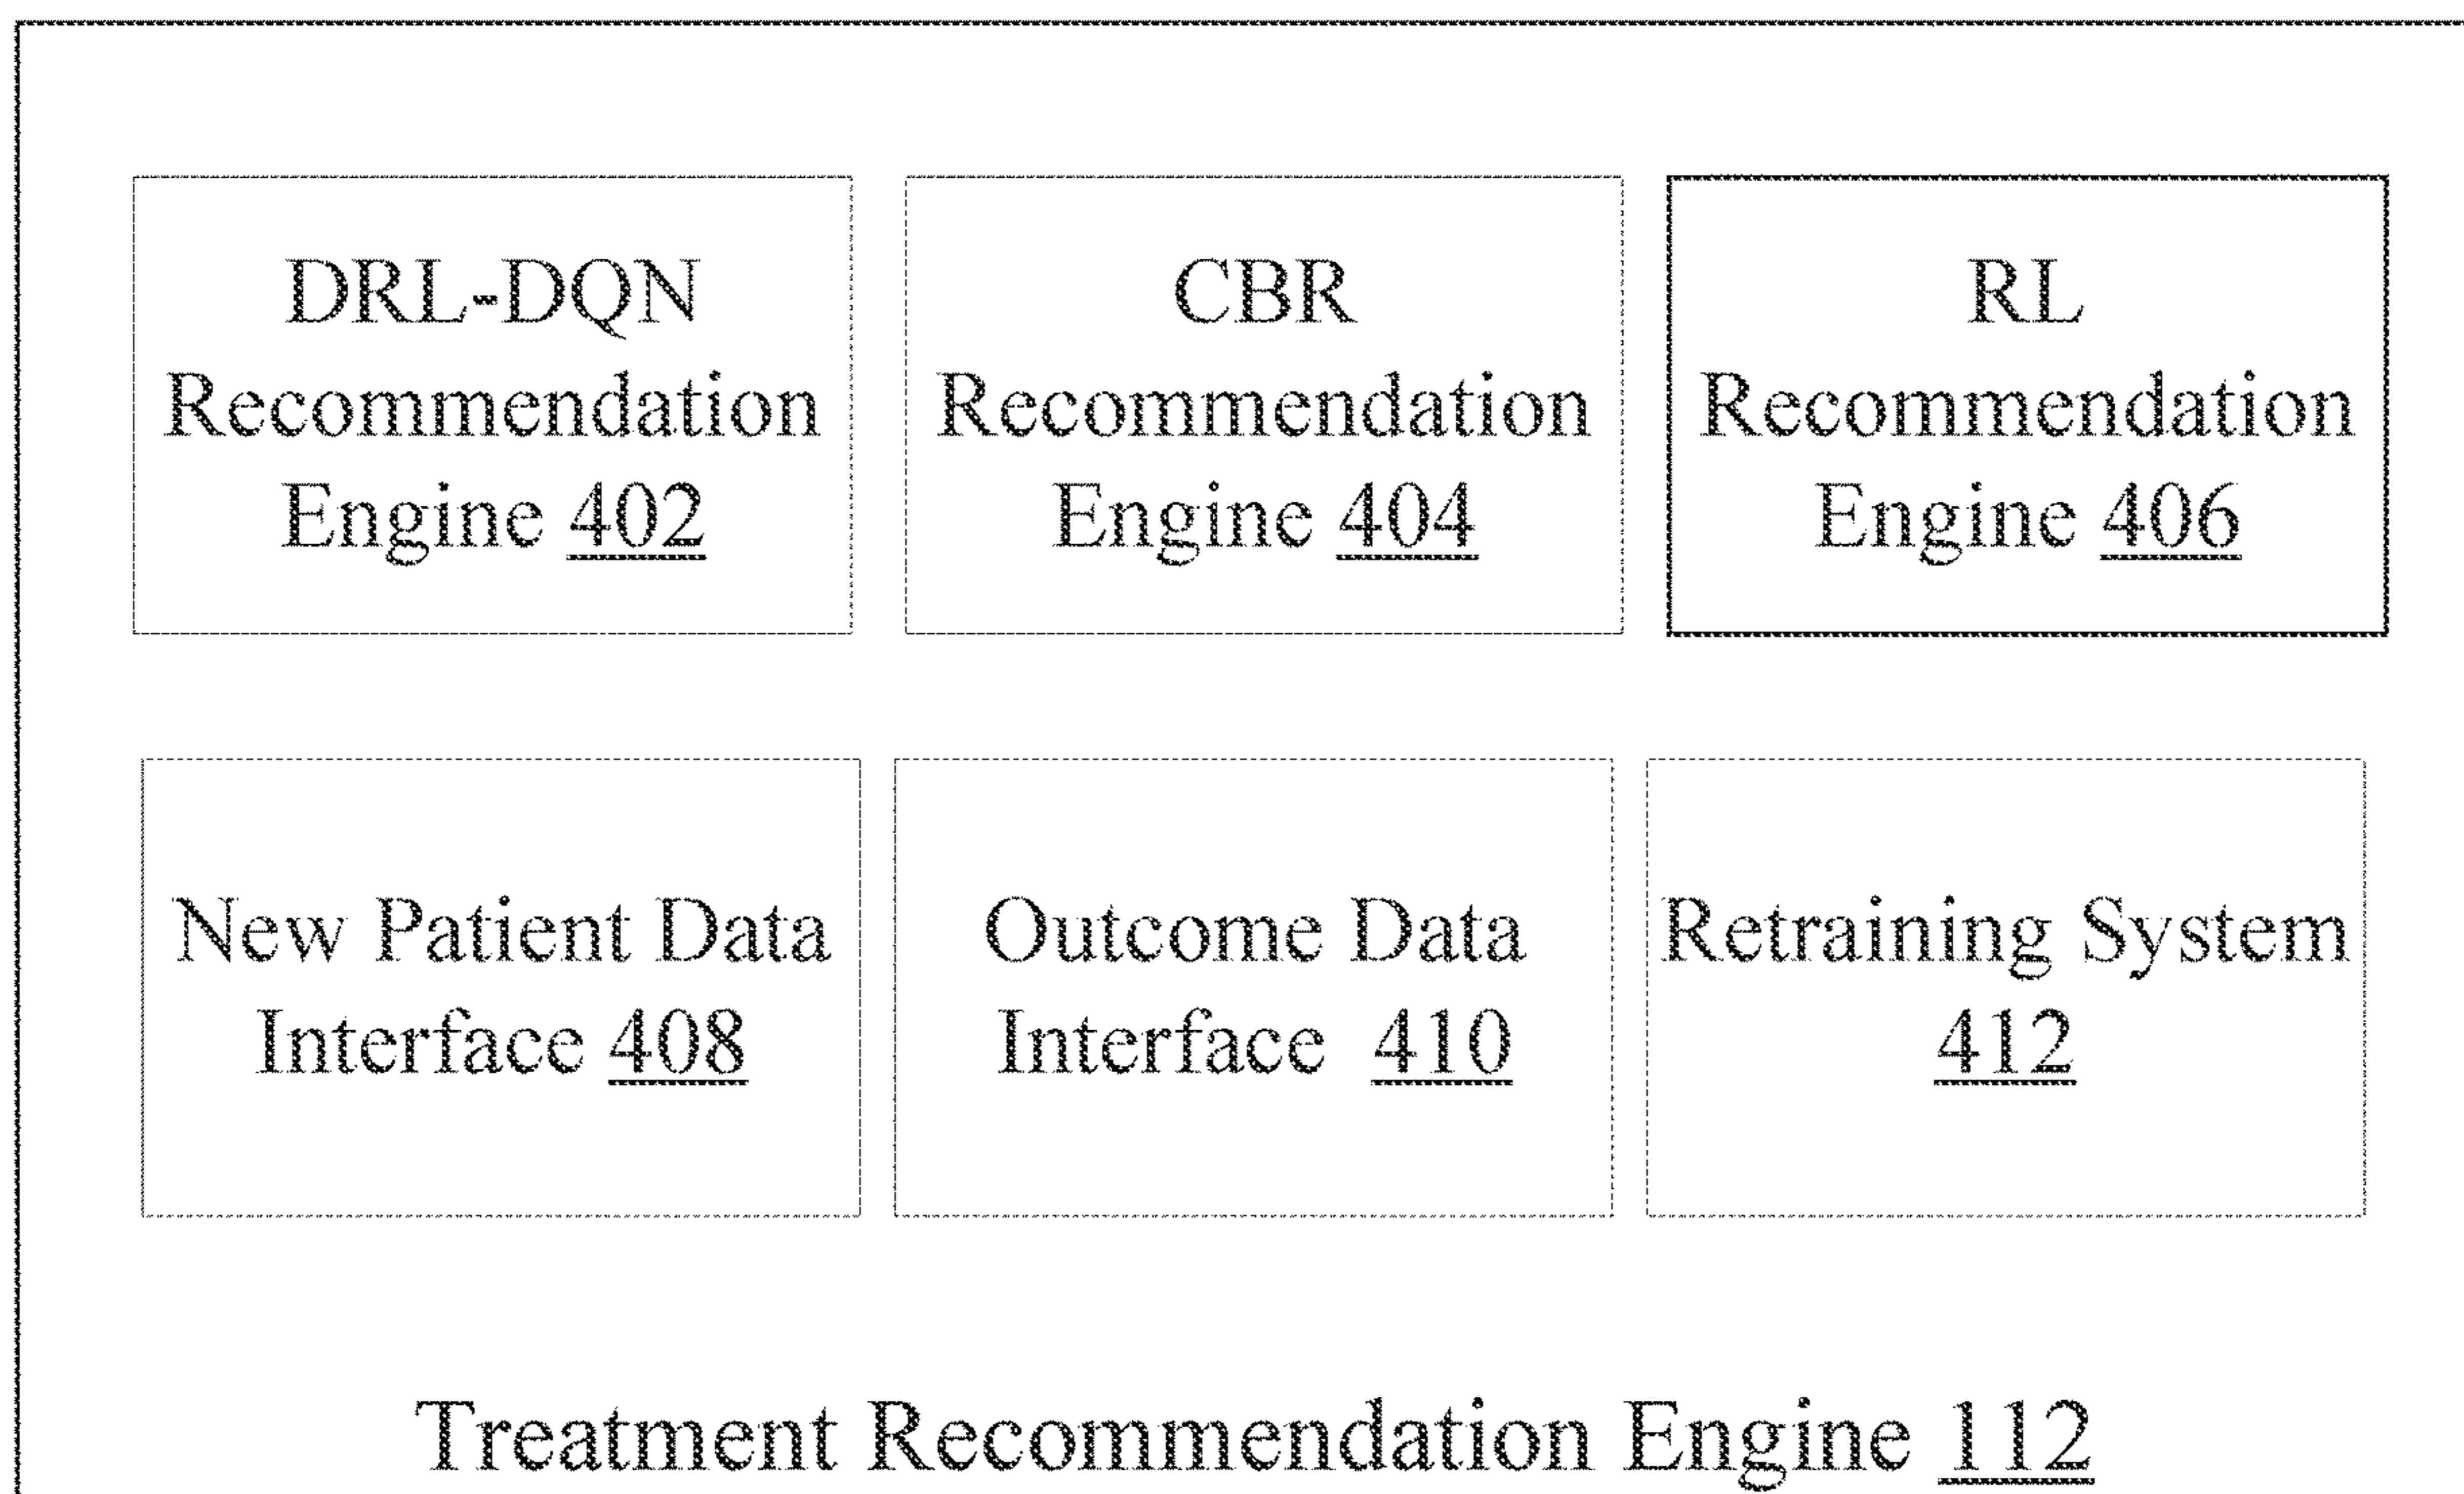 DRL-DQN
Recommendation
Engine 402
CBR
Recommendation
Engine 404
RL
Recommendation
Engine 406
New Patient Data
Interface 408
Outcome Data
Interface 410
Retraining System
412
Treatment Recommendation Engine 112